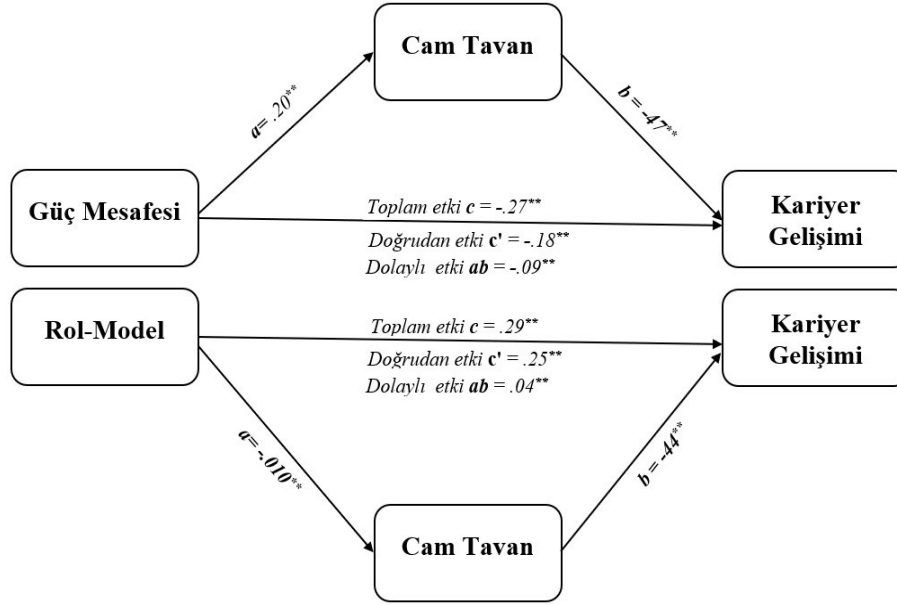 Cam Tavan
a= .20**
b = -47**
Güç Mesafesi
Toplam etki c = -.27**
Doğrudan etki c' = -.18**
Dolaylı etki ab = -.09**
Kariyer
Gelişimi
Rol-Model
Toplam etki c = .29**
Doğrudan etki c' = .25**
Dolaylı etki ab = .04**
Kariyer
Gelişimi
a= -.010**
b = -44**
Cam Tavan